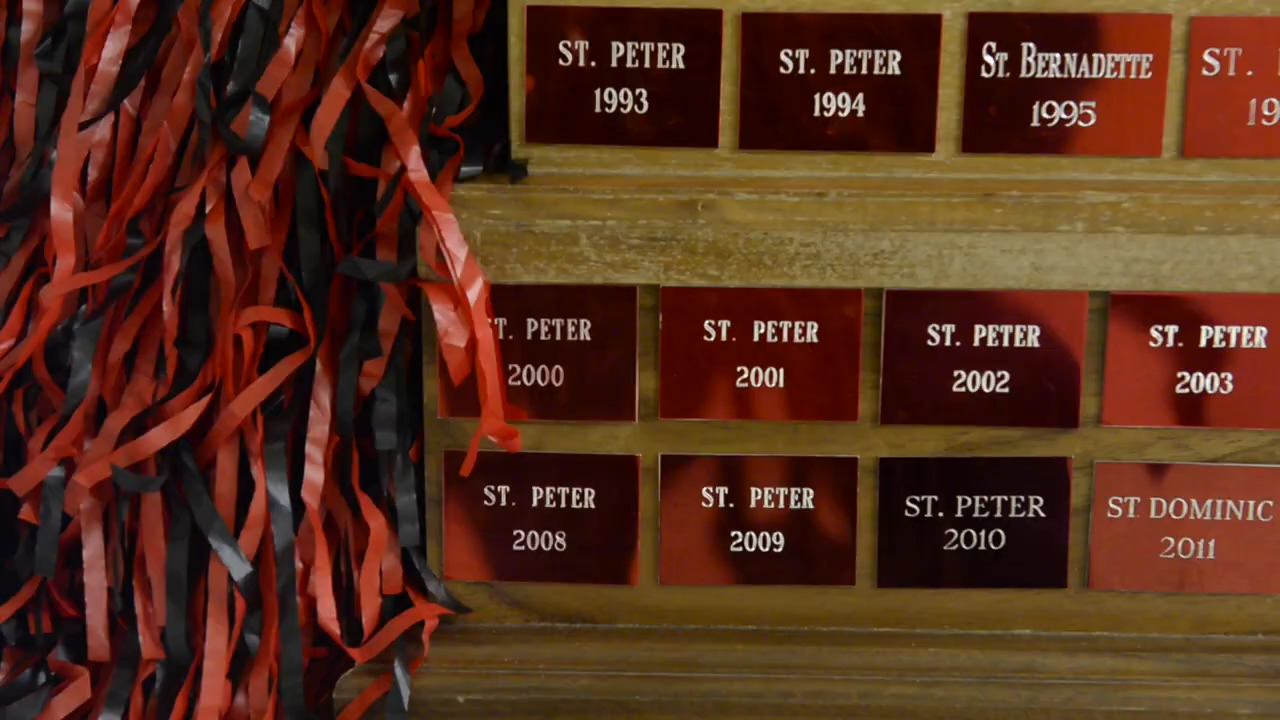 ST. PETER
1993
ST. PETER
1994
ST. BERNADETTE
1995
ST.
19
ST. PETER
2000
ST. PETER
2001
ST. PETER
2002
ST. PETER
2003
ST. PETER
2008
ST. PETER
2009
ST. PETER
2010
ST. DOMINIC
2011